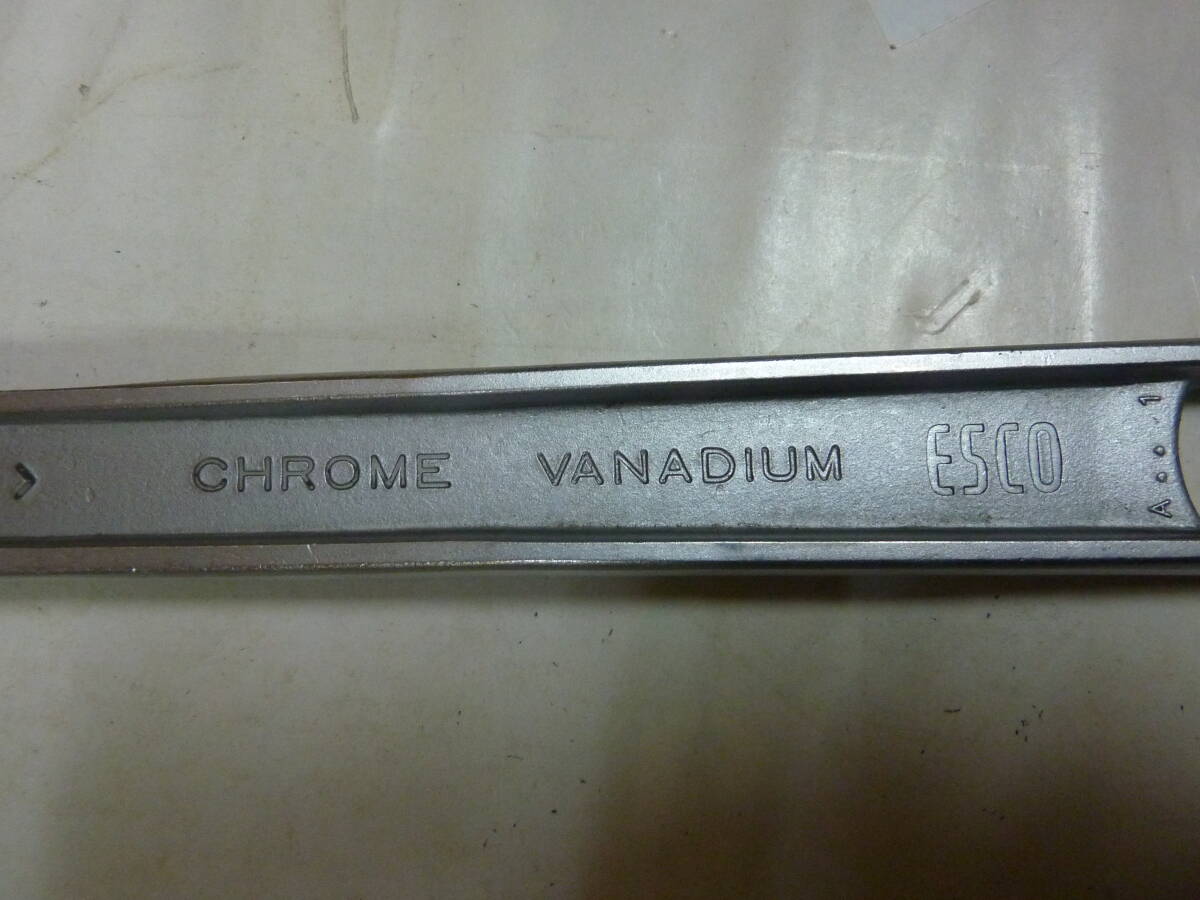 CHROME VANADIUM ESCO
A : 1